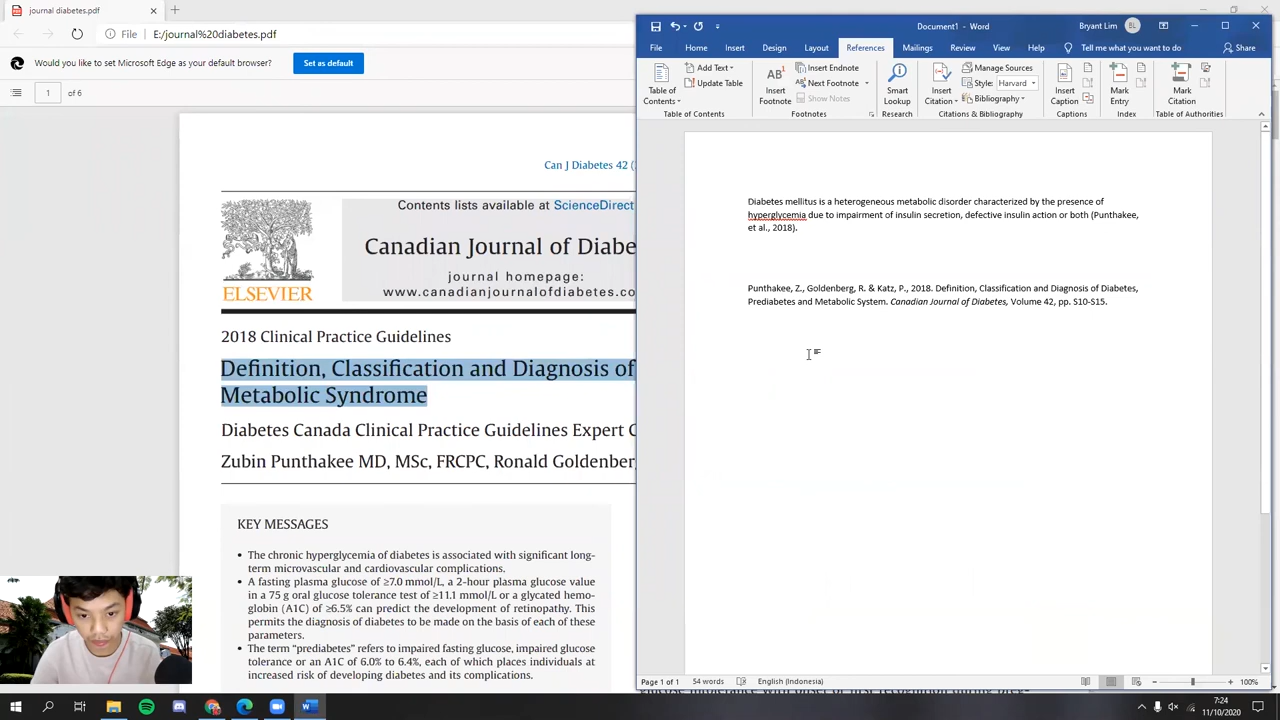 journal diabetes.pdf
File E:/journal%20diabetes.pdf
Would you like to set Microsoft Edge as your default browser? Set as default
1 of 6
Can J Diabetes 42 (
Contents lists available at ScienceDirect
Canadian Journal of Diabe
journal homepage:
www.canadianjournalofdiabetes.co
ELSEVIER
2018 Clinical Practice Guidelines
Definition, Classification and Diagnosis of
Metabolic Syndrome
Diabetes Canada Clinical Practice Guidelines Expert C
Zubin Punthakee MD, MSc, FRCPC, Ronald Goldenber
KEY MESSAGES
• The chronic hyperglycemia of diabetes is associated with significant long-
term microvascular and cardiovascular complications.
• A fasting plasma glucose of ≥7.0 mmol/L, a 2-hour plasma glucose value
in a 75 g oral glucose tolerance test of ≥11.1 mmol/L or a glycated hemo-
globin (A1C) of ≥6.5% can predict the development of retinopathy. This
permits the diagnosis of diabetes to be made on the basis of each of these
parameters.
• The term “prediabetes” refers to impaired fasting glucose, impaired glucose
tolerance or an A1C of 6.0% to 6.4%, each of which places individuals at
increased risk of developing diabetes and its complications.
Document1 - Word
Bryant Lim BL
File Home Insert Design Layout References Mailings Review View Help Tell me what you want to do Share
Table of Contents
Add Text
Update Table
Table of Contents
AB1
Insert Footnote
Insert Endnote
Next Footnote
Show Notes
Footnotes
Smart Lookup
Research
Insert Citation
Manage Sources
Style: Harvard
Bibliography
Citations & Bibliography
Insert Caption
Captions
Mark Entry
Index
Mark Citation
Table of Authorities
Diabetes mellitus is a heterogeneous metabolic disorder characterized by the presence of
hyperglycemia due to impairment of insulin secretion, defective insulin action or both (Punthakee,
et al., 2018).
Punthakee, Z., Goldenberg, R. & Katz, P., 2018. Definition, Classification and Diagnosis of Diabetes,
Prediabetes and Metabolic System. Canadian Journal of Diabetes, Volume 42, pp. S10-S15.
Page 1 of 1 54 words English (Indonesia) 100%
7:24
11/10/2020